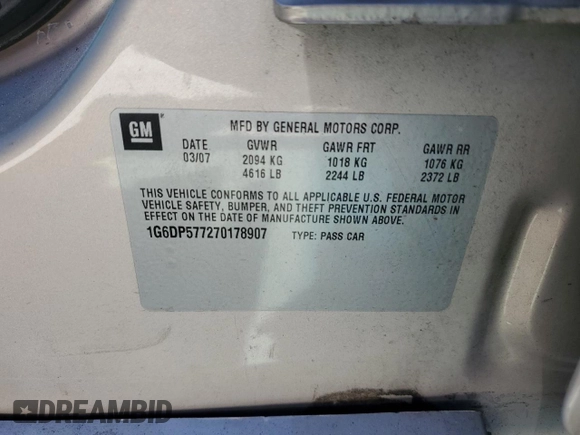 GM
MFD BY GENERAL MOTORS CORP.
DATE GVWR GAWR FRT GAWR RR
03/07 2094 KG 1018 KG 1076 KG
4616 LB 2244 LB 2372 LB
THIS VEHICLE CONFORMS TO ALL APPLICABLE U.S. FEDERAL MOTOR
VEHICLE SAFETY, BUMPER, AND THEFT PREVENTION STANDARDS IN
EFFECT ON THE DATE OF MANUFACTURE SHOWN ABOVE.
1G6DP577270178907 TYPE: PASS CAR
DREAMBID